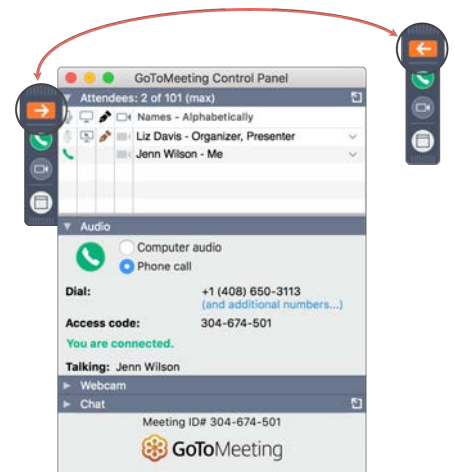 GoToMeeting Control Panel
Attendees: 2 of 101 (max)
Names - Alphabetically
Liz Davis - Organizer, Presenter
Jenn Wilson - Me
Audio
Computer audio
Phone call
Dial: +1 (408) 650-3113
(and additional numbers...)
Access code: 304-674-501
You are connected.
Talking: Jenn Wilson
Webcam
Chat
Meeting ID# 304-674-501
GoToMeeting